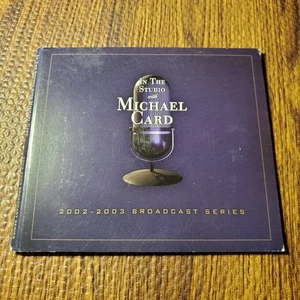 IN THE
STUDIO
with
MICHAEL
CARD
2002-2003 BROADCAST SERIES